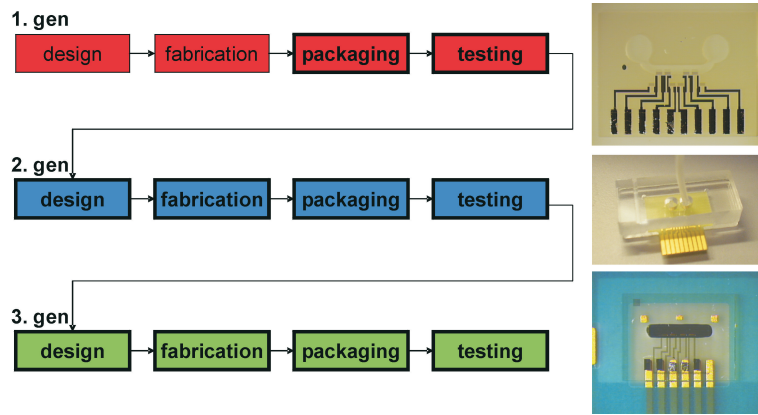 1. gen
design fabrication packaging testing
2. gen
design fabrication packaging testing
3. gen
design fabrication packaging testing